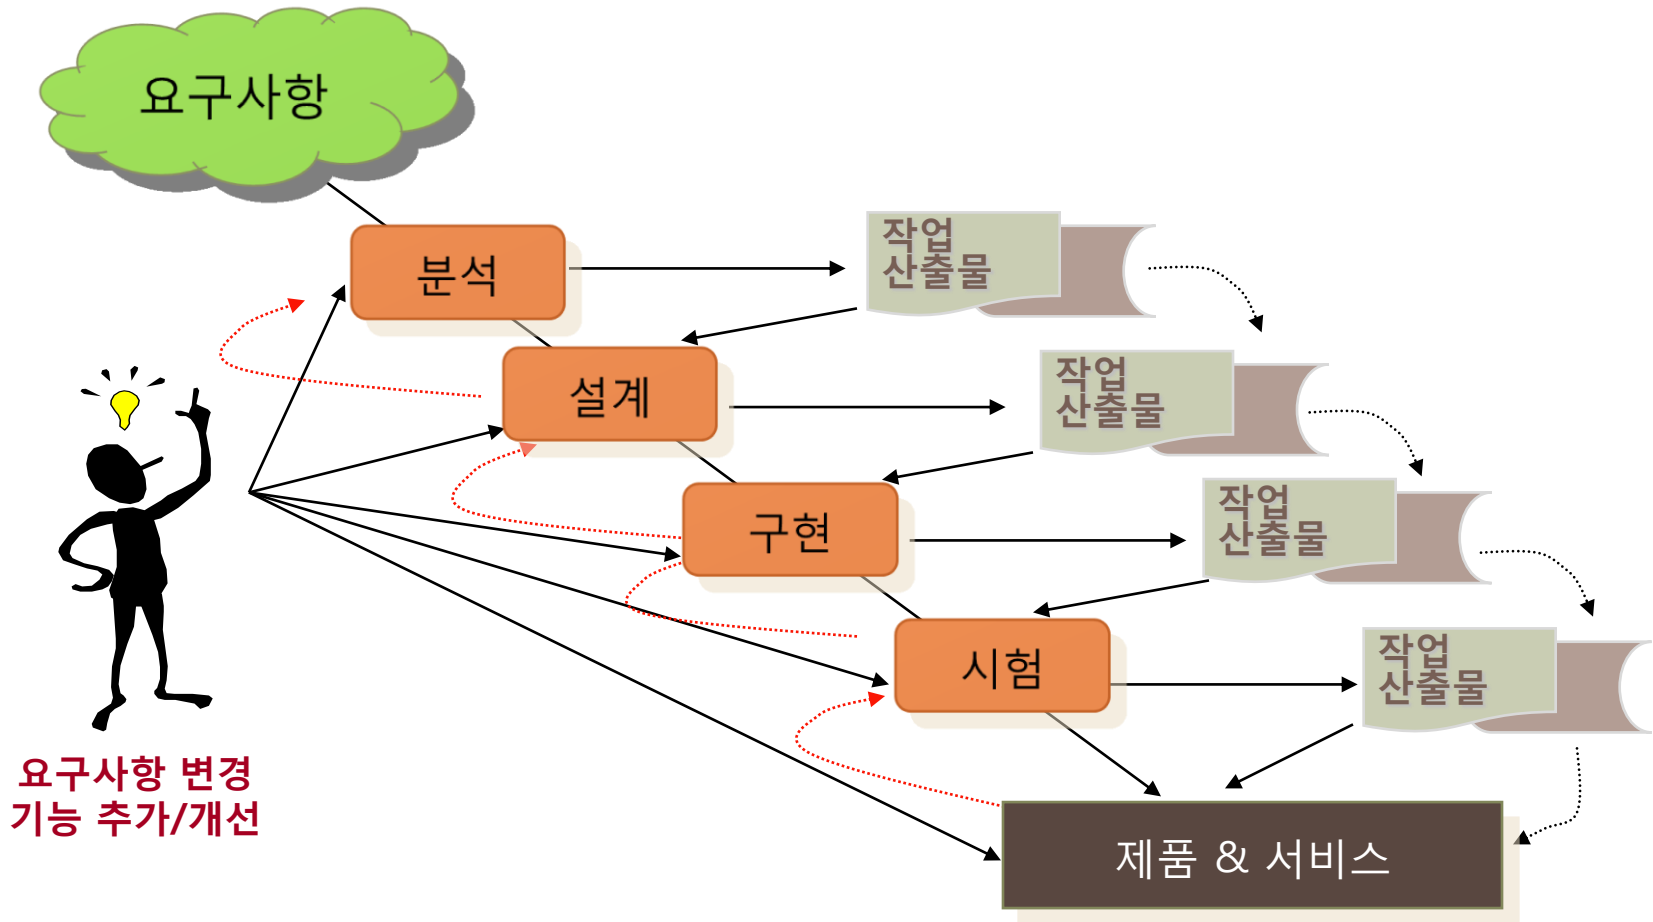 요구사항
분석
작업
산출물
설계
작업
산출물
구현
작업
산출물
시험
작업
산출물
요구사항 변경
기능 추가/개선
제품 & 서비스